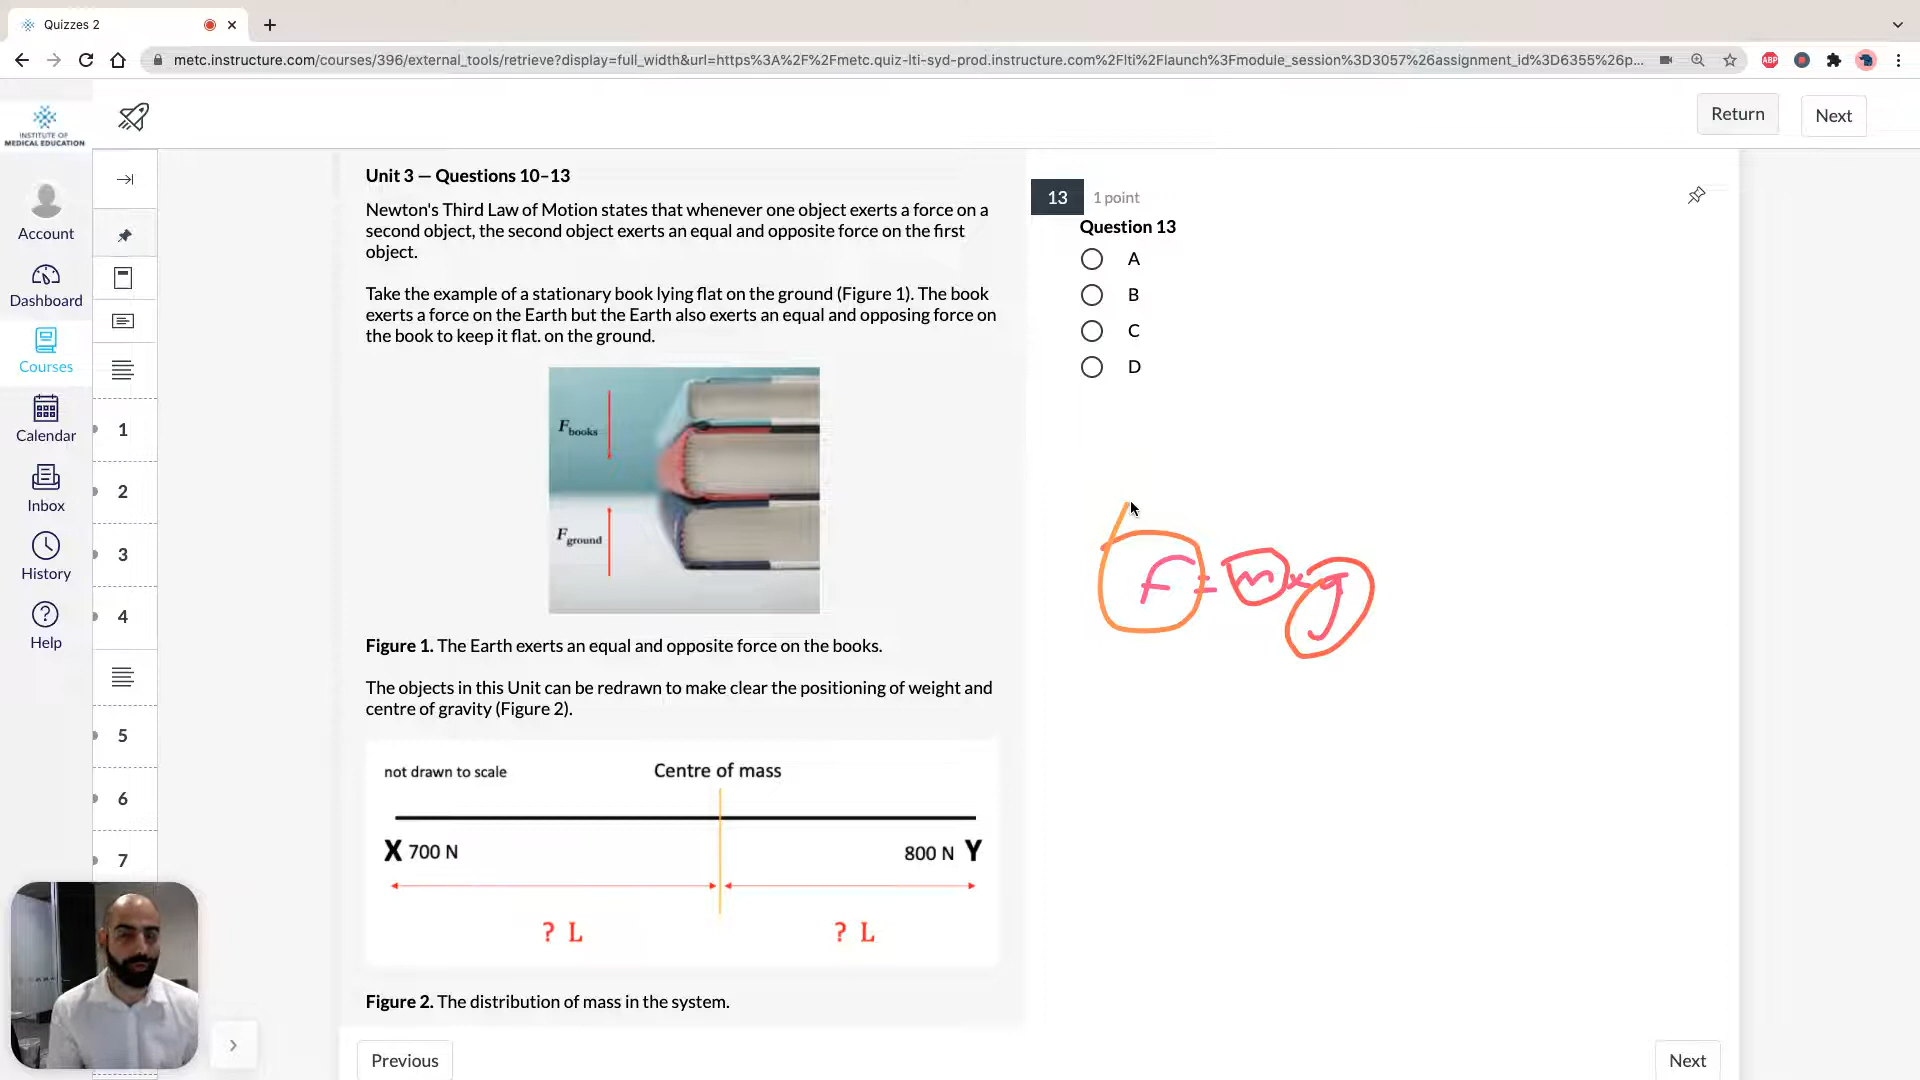 Quizzes 2
metc.instructure.com/courses/396/external_tools/retrieve?display=full_width&url=https%3A%2F%2Fmetc.quiz-lti-syd-prod.instructure.com%2Flti%2Flaunch%3Fmodule_session%3D3057%26assignment_id%3D6355%26p...
ABP
INSTITUTE OF
MEDICAL EDUCATION
Return
Next
Account
Dashboard
Courses
Calendar
Inbox
History
Help
1
2
3
4
5
6
7
Unit 3 — Questions 10–13
Newton's Third Law of Motion states that whenever one object exerts a force on a
second object, the second object exerts an equal and opposite force on the first
object.
Take the example of a stationary book lying flat on the ground (Figure 1). The book
exerts a force on the Earth but the Earth also exerts an equal and opposing force on
the book to keep it flat. on the ground.
Fbooks
Fground
Figure 1. The Earth exerts an equal and opposite force on the books.
The objects in this Unit can be redrawn to make clear the positioning of weight and
centre of gravity (Figure 2).
not drawn to scale
Centre of mass
X 700 N
800 N Y
? L
? L
Figure 2. The distribution of mass in the system.
Previous
13
1 point
Question 13
A
B
C
D
F = m × g
Next